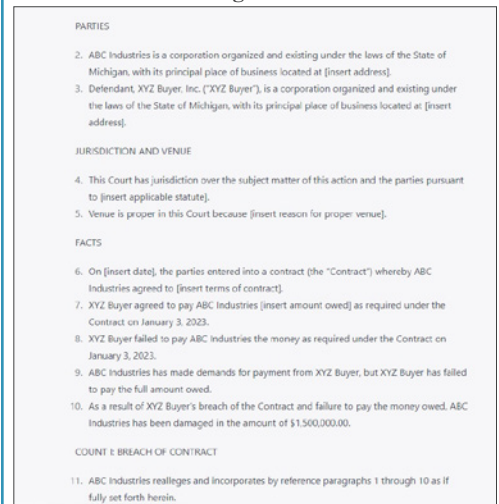 PARTIES
2. ABC Industries is a corporation organized and existing under the laws of the State of
Michigan, with its principal place of business located at [insert address].
3. Defendant, XYZ Buyer, Inc. ("XYZ Buyer"), is a corporation organized and existing under
the laws of the State of Michigan, with its principal place of business located at [insert
address].
JURISDICTION AND VENUE
4. This Court has jurisdiction over the subject matter of this action and the parties pursuant
to [insert applicable statute].
5. Venue is proper in this Court because [insert reason for proper venue].
FACTS
6. On [insert date], the parties entered into a contract (the "Contract") whereby ABC
Industries agreed to [insert terms of contract].
7. XYZ Buyer agreed to pay ABC Industries [insert amount owed] as required under the
Contract on January 3, 2023.
8. XYZ Buyer failed to pay ABC Industries the money as required under the Contract on
January 3, 2023.
9. ABC Industries has made demands for payment from XYZ Buyer, but XYZ Buyer has failed
to pay the full amount owed.
10. As a result of XYZ Buyer's breach of the Contract and failure to pay the money owed, ABC
Industries has been damaged in the amount of $1,500,000.00.
COUNT I: BREACH OF CONTRACT
11. ABC Industries realleges and incorporates by reference paragraphs 1 through 10 as if
fully set forth herein.